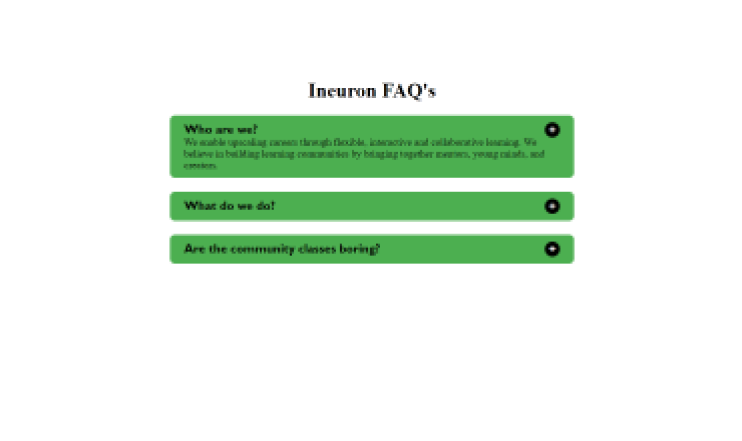 Ineuron FAQ's
Who are we?
We enable upscaling careers through flexible, interactive and collaborative learning. We
believe in building learning communities by bringing together mentors, young minds, and
creators.
What do we do?
Are the community classes boring?